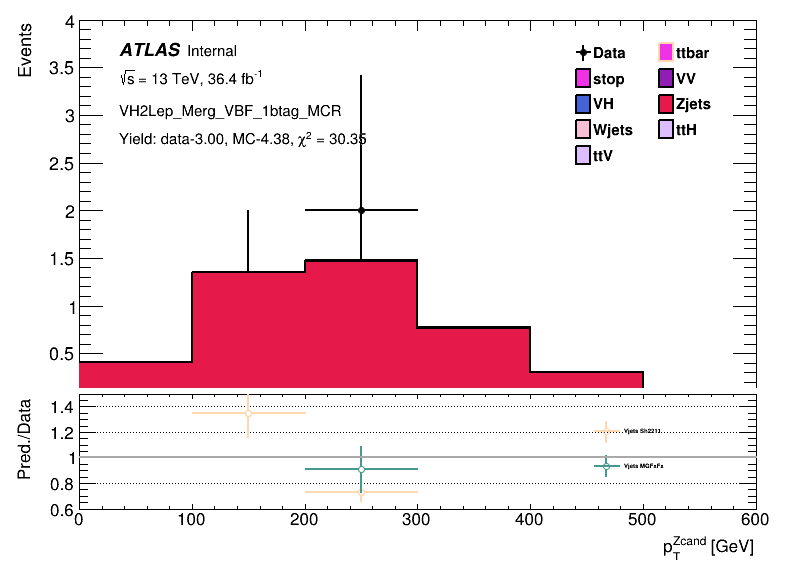 Events
4
3.5
3
2.5
2
1.5
1
0.5
ATLAS Internal
√s = 13 TeV, 36.4 fb⁻¹
VH2Lep_Merg_VBF_1btag_MCR
Yield: data-3.00, MC-4.38, χ² = 30.35
Data ttbar
stop VV
VH Zjets
Wjets ttH
ttV
Pred./Data
1.4
1.2
1
0.8
0.6
Vjets Sh2211
Vjets MGFxFx
0 100 200 300 400 500 600
p_T^Zcand [GeV]